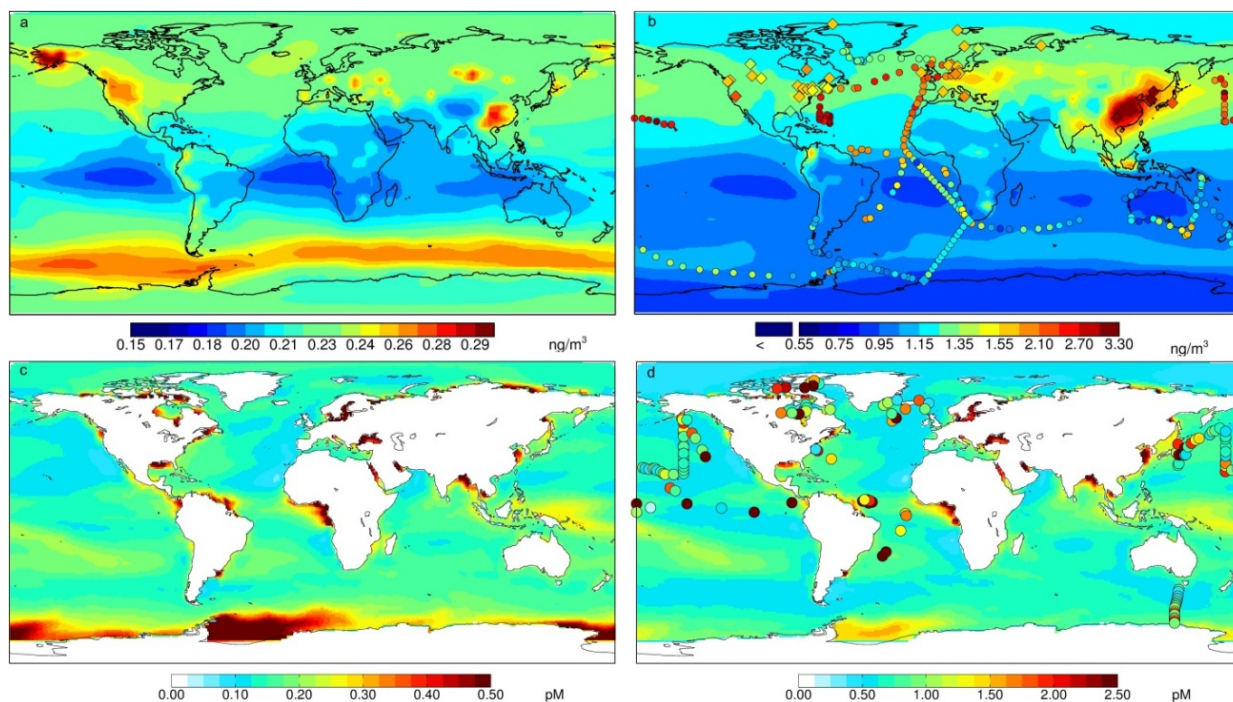 a
b
0.15 0.17 0.18 0.20 0.21 0.23 0.24 0.26 0.28 0.29 ng/m³
< 0.55 0.75 0.95 1.15 1.35 1.55 2.10 2.70 3.30 ng/m³
c
d
0.00 0.10 0.20 0.30 0.40 0.50 pM
0.00 0.50 1.00 1.50 2.00 2.50 pM